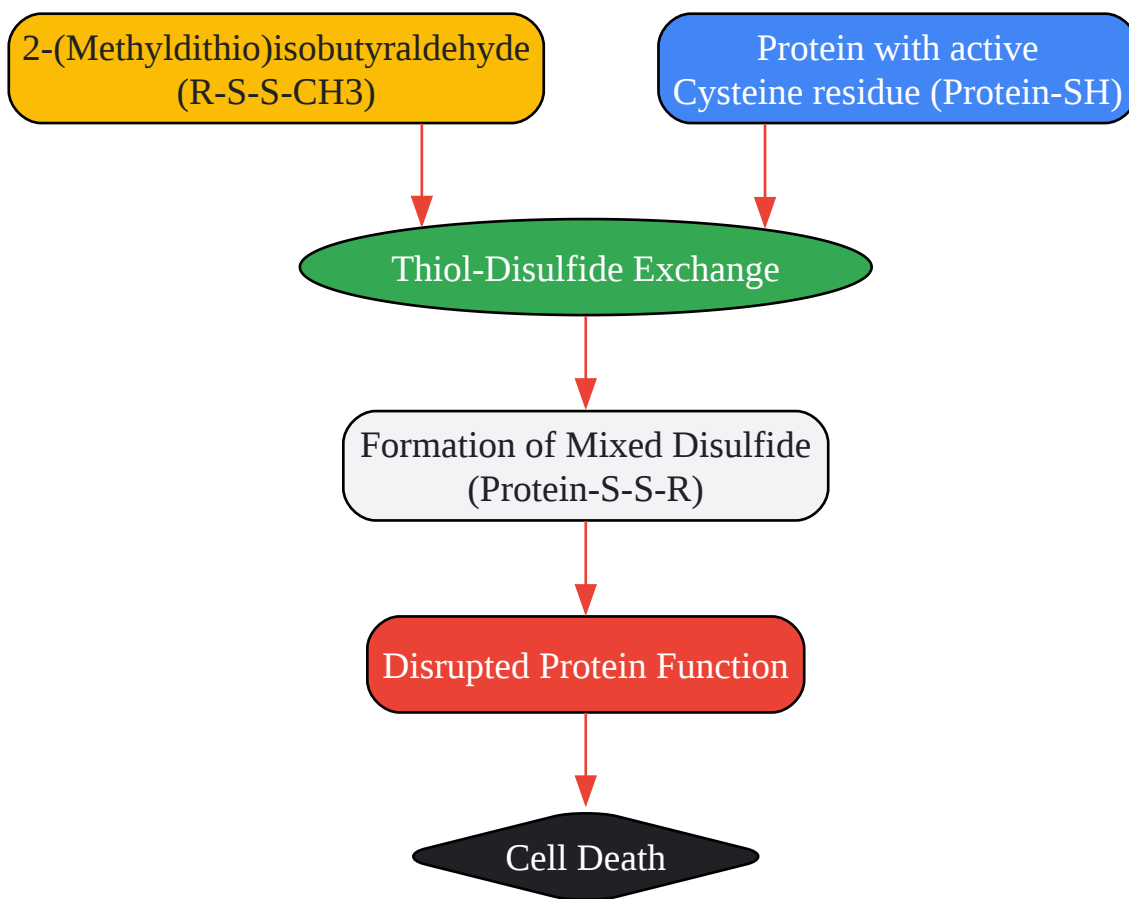 2-(Methyldithio)isobutyraldehyde
(R-S-S-CH3)
Protein with active
Cysteine residue (Protein-SH)
Thiol-Disulfide Exchange
Formation of Mixed Disulfide
(Protein-S-S-R)
Disrupted Protein Function
Cell Death